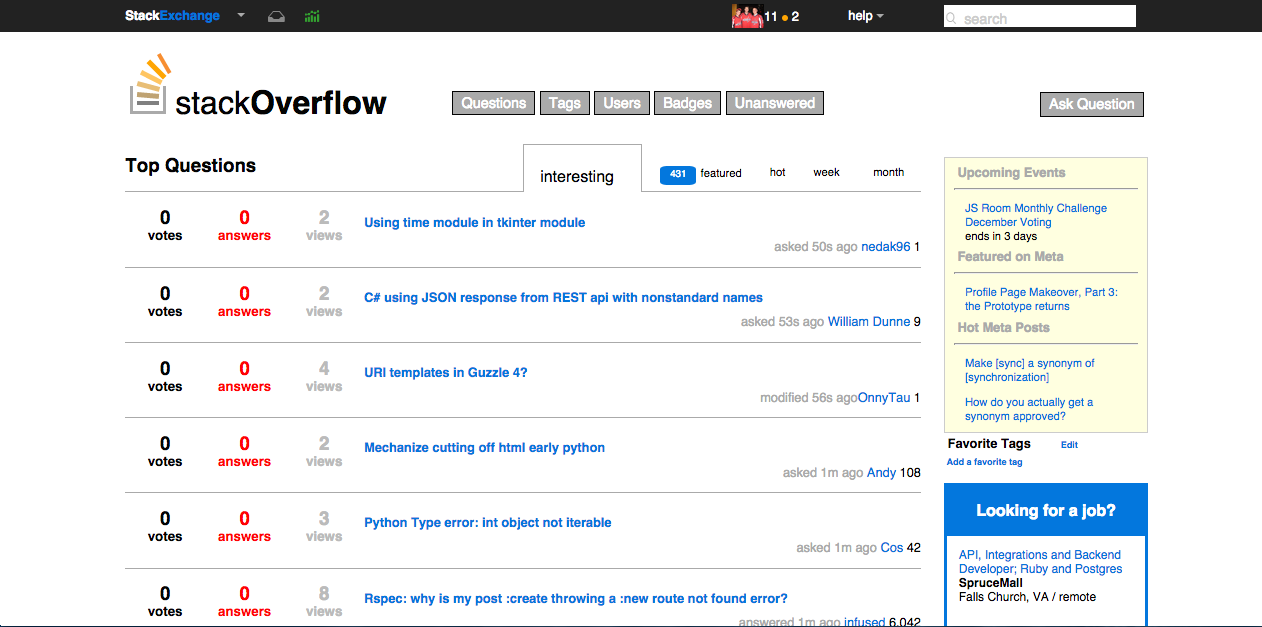 StackExchange 11 2 help search
stackOverflow
Questions Tags Users Badges Unanswered Ask Question
Top Questions interesting 431 featured hot week month
0 0 2
votes answers views
Using time module in tkinter module
asked 50s ago nedak96 1
0 0 2
votes answers views
C# using JSON response from REST api with nonstandard names
asked 53s ago William Dunne 9
0 0 4
votes answers views
URI templates in Guzzle 4?
modified 56s agoOnnyTau 1
0 0 2
votes answers views
Mechanize cutting off html early python
asked 1m ago Andy 108
0 0 3
votes answers views
Python Type error: int object not iterable
asked 1m ago Cos 42
0 0 8
votes answers views
Rspec: why is my post :create throwing a :new route not found error?
answered 1m ago infused 6,042
Upcoming Events
JS Room Monthly Challenge
December Voting
ends in 3 days
Featured on Meta
Profile Page Makeover, Part 3:
the Prototype returns
Hot Meta Posts
Make [sync] a synonym of
[synchronization]
How do you actually get a
synonym approved?
Favorite Tags Edit
Add a favorite tag
Looking for a job?
API, Integrations and Backend
Developer; Ruby and Postgres
SpruceMail
Falls Church, VA / remote